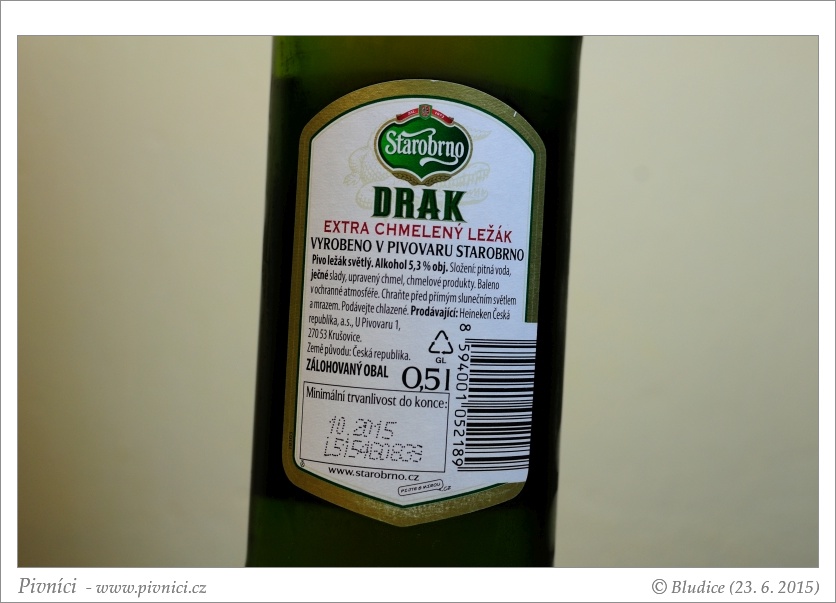 Starobrno
DRAK
EXTRA CHMELENÝ LEŽÁK
VYROBENO V PIVOVARU STAROBRNO
Pivo ležák světlý. Alkohol 5,3 % obj. Složení: pitná voda,
ječné slady, upravený chmel, chmelové produkty. Baleno
v ochranné atmosféře. Chraňte před přímým slunečním světlem
a mrazem. Podávejte chlazené. Prodávající: Heineken Česká
republika, a.s., U Pivovaru 1,
270 53 Krušovice.
Země původu: Česká republika.
ZÁLOHOVANÝ OBAL
GL
0,5 l
8 594001 052189
Minimální trvanlivost do konce:
10.2015
www.starobrno.cz
PIJTE S MÍROU .CZ
Pivníci - www.pivnici.cz
© Bludice (23. 6. 2015)